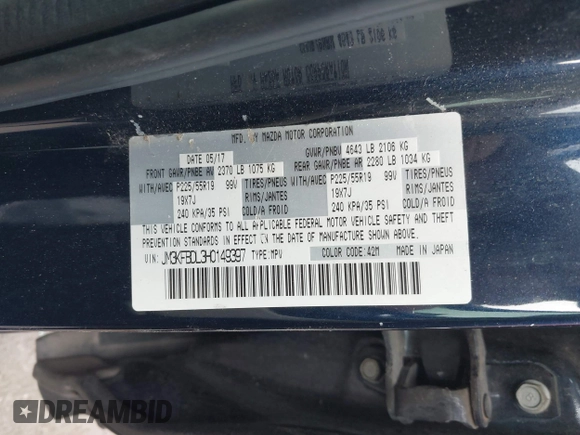 MFD. BY MAZDA MOTOR CORPORATION
DATE 05/17
GVWR/PNBV 4643 LB 2106 KG
FRONT GAWR/PNBE AV 2370 LB 1075 KG
REAR GAWR/PNBE AR 2280 LB 1034 KG
WITH/AVEC P225/55R19 99V TIRES/PNEUS WITH/AVEC P225/55R19 99V TIRES/PNEUS
19X7J RIMS/JANTES 19X7J RIMS/JANTES
240 KPA/35 PSI COLD/A FROID 240 KPA/35 PSI COLD/A FROID
THIS VEHICLE CONFORMS TO ALL APPLICABLE FEDERAL MOTOR VEHICLE SAFETY AND THEFT
PREVENTION STANDARDS IN EFFECT ON THE DATE OF MANUFACTURE SHOWN ABOVE.
VIN: JM3KFBDL3H0149397 TYPE: MPV COLOR CODE: 42M MADE IN JAPAN
DREAMBID